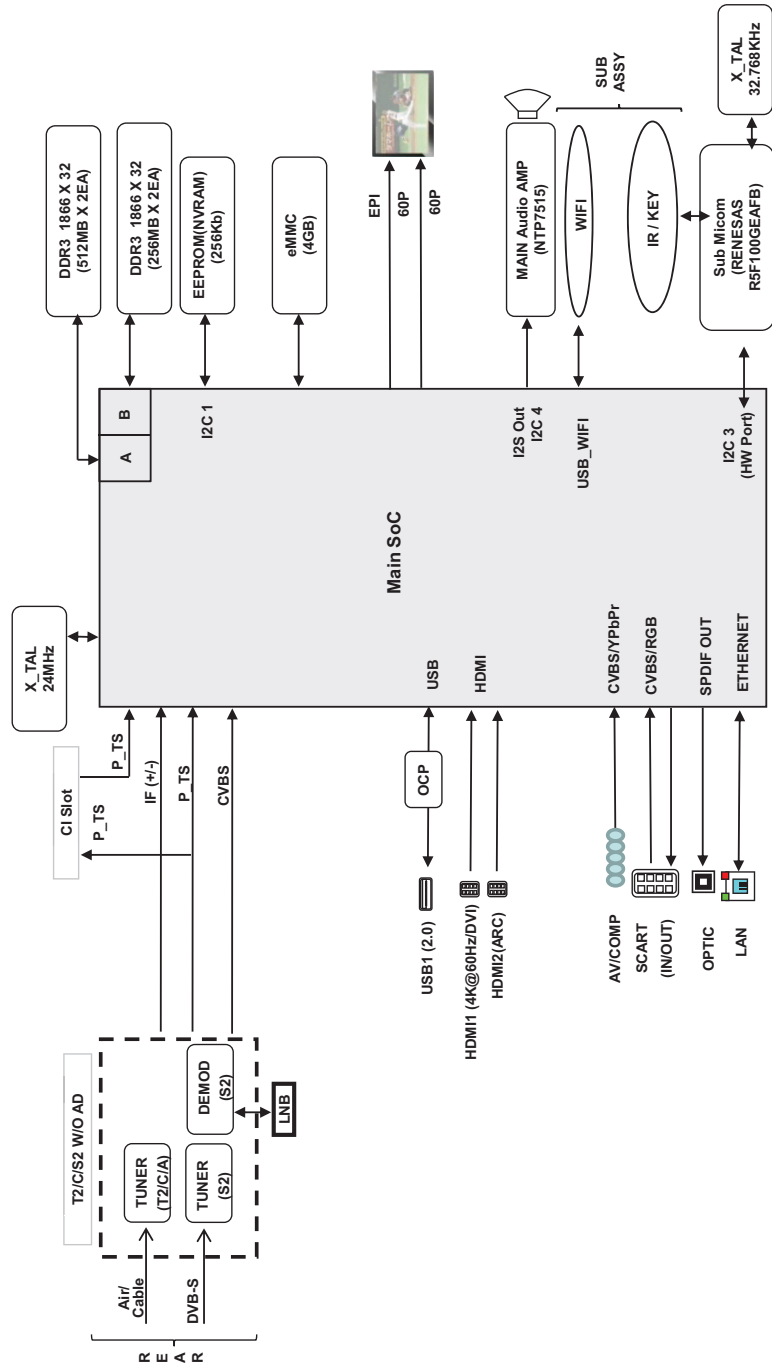 REAR
Air/
Cable
DVB-S
T2/C/S2 W/O AD
TUNER
(T2/C/A)
TUNER
(S2)
DEMOD
(S2)
LNB
CI Slot
P_TS
P_TS
IF (+/-)
P_TS
CVBS
X_TAL
24MHz
USB1 (2.0)
OCP
USB
HDMI1 (4K@60Hz/DVI)
HDMI2(ARC)
HDMI
AV/COMP
CVBS/YPbPr
SCART
(IN/OUT)
CVBS/RGB
OPTIC
SPDIF OUT
LAN
ETHERNET
Main SoC
A
B
DDR3 1866 X 32
(512MB X 2EA)
DDR3 1866 X 32
(256MB X 2EA)
I2C 1
EEPROM(NVRAM)
(256Kb)
eMMC
(4GB)
EPI
60P
60P
I2S Out
I2C 4
MAIN Audio AMP
(NTP7515)
USB_WIFI
WIFI
SUB
ASSY
IR / KEY
I2C 3
(HW Port)
Sub Micom
(RENESAS
R5F100GEAFB)
X_TAL
32.768KHz